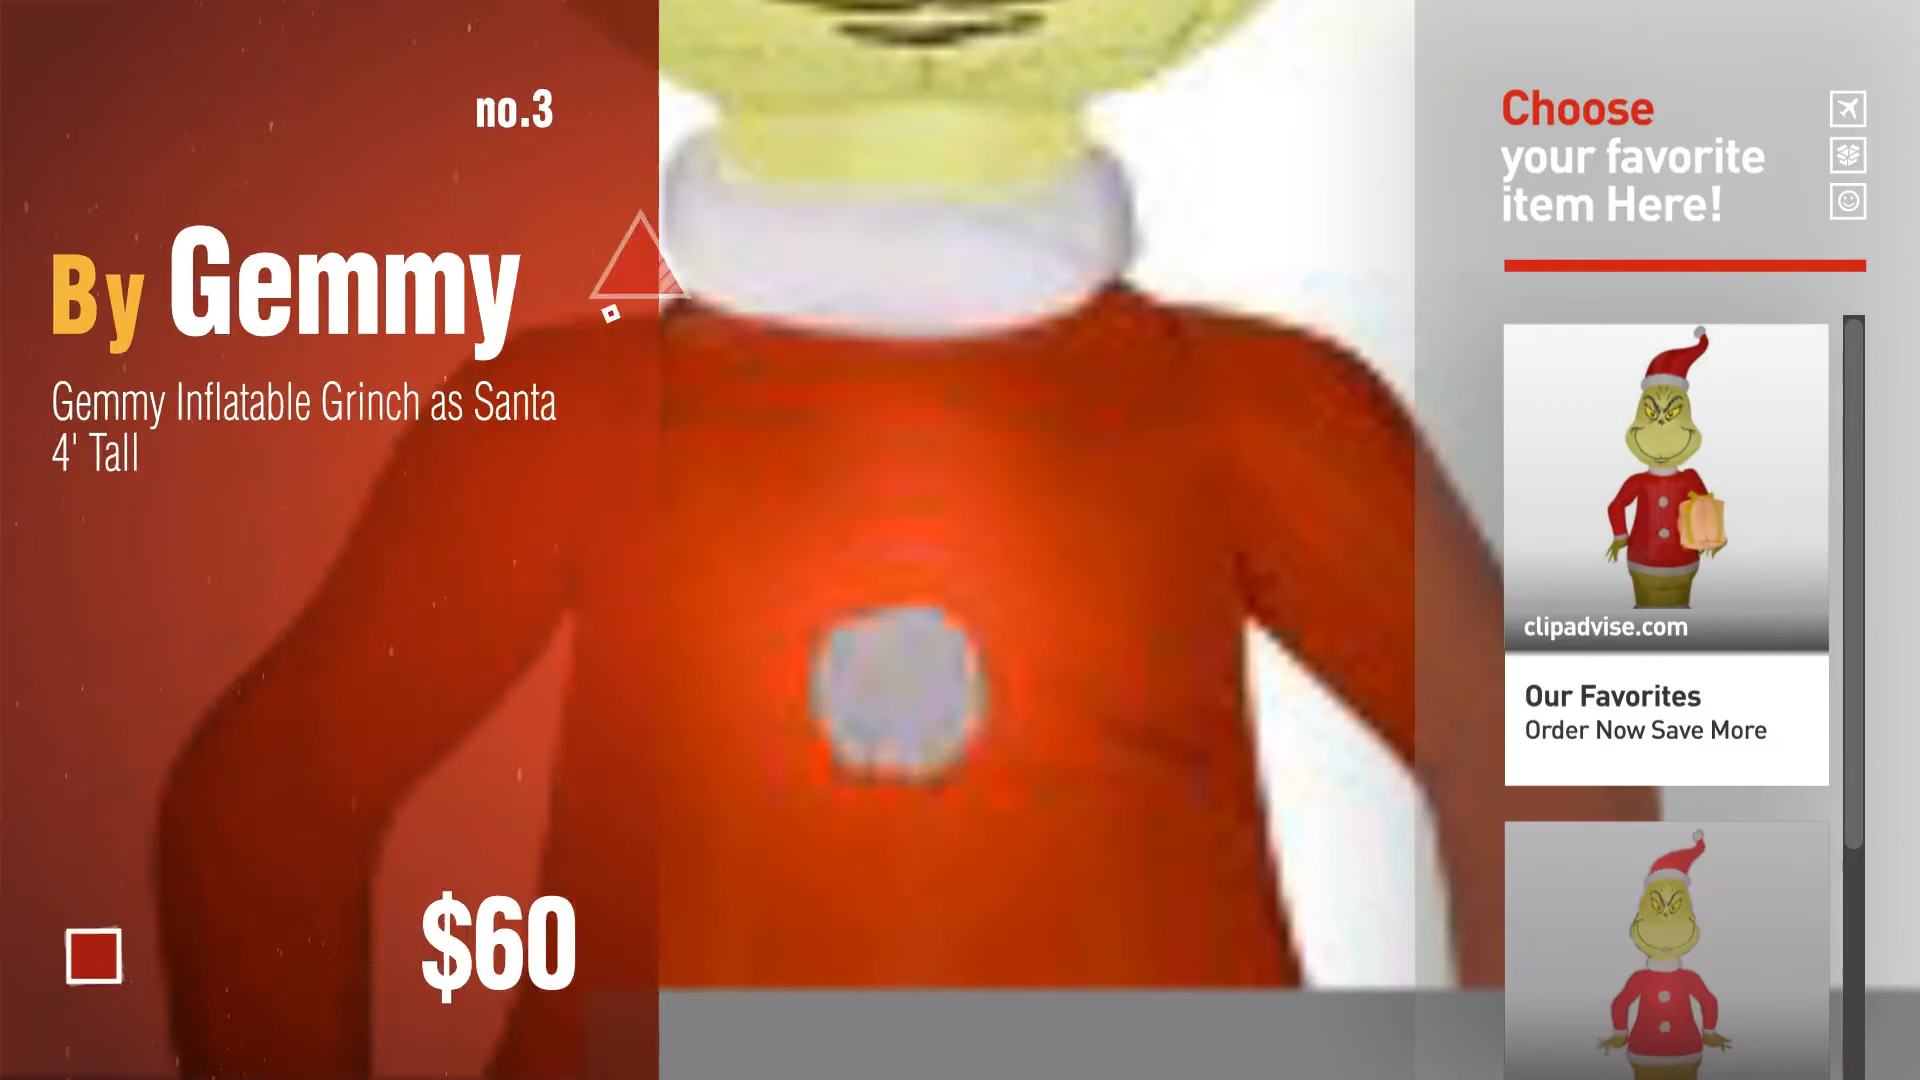 no.3
By Gemmy
Gemmy Inflatable Grinch as Santa
4' Tall
$60
Choose
your favorite
item Here!
clipadvise.com
Our Favorites
Order Now Save More